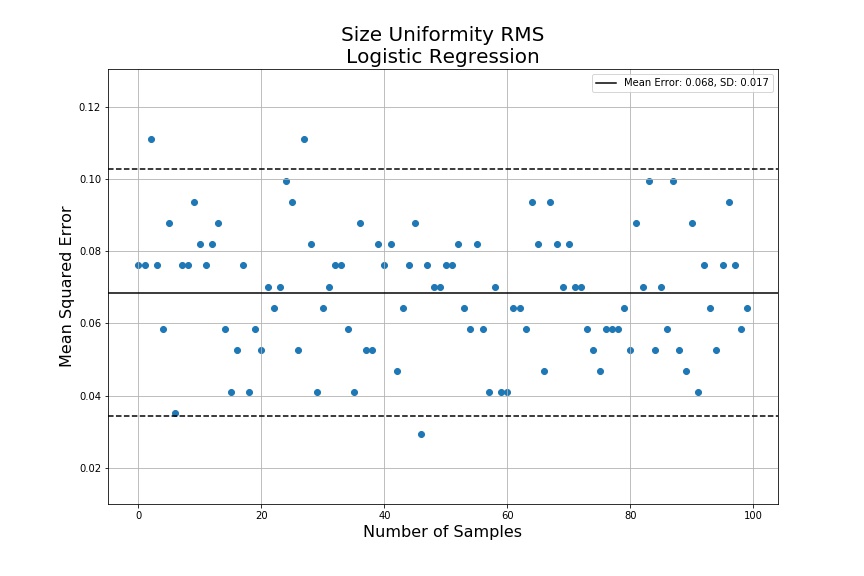 Size Uniformity RMS
Logistic Regression
Mean Error: 0.068, SD: 0.017
Mean Squared Error
0.12
0.10
0.08
0.06
0.04
0.02
0 20 40 60 80 100
Number of Samples